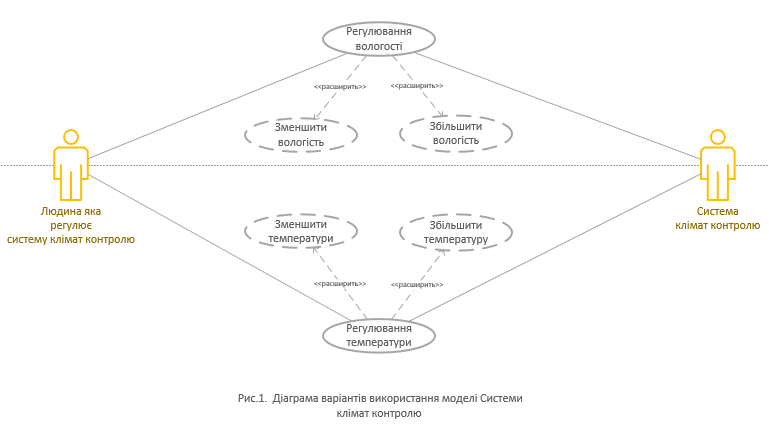 Регулювання
вологості
<<расширить>>
<<расширить>>
Зменшити
вологість
Збільшити
вологість
Людина яка
регулює
систему клімат контролю
Система
клімат контролю
Зменшити
температури
Збільшити
температуру
<<расширить>>
<<расширить>>
Регулювання
температури
Рис.1. Діаграма варіантів використання моделі Системи
клімат контролю